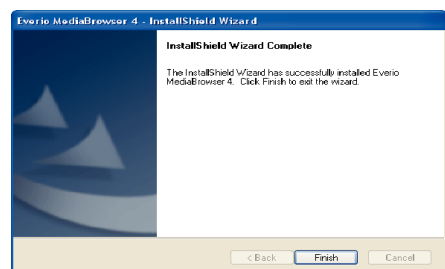 Everio MediaBrowser 4 - InstallShield Wizard
InstallShield Wizard Complete
The InstallShield Wizard has successfully installed Everio
MediaBrowser 4. Click Finish to exit the wizard.
< Back
Finish
Cancel